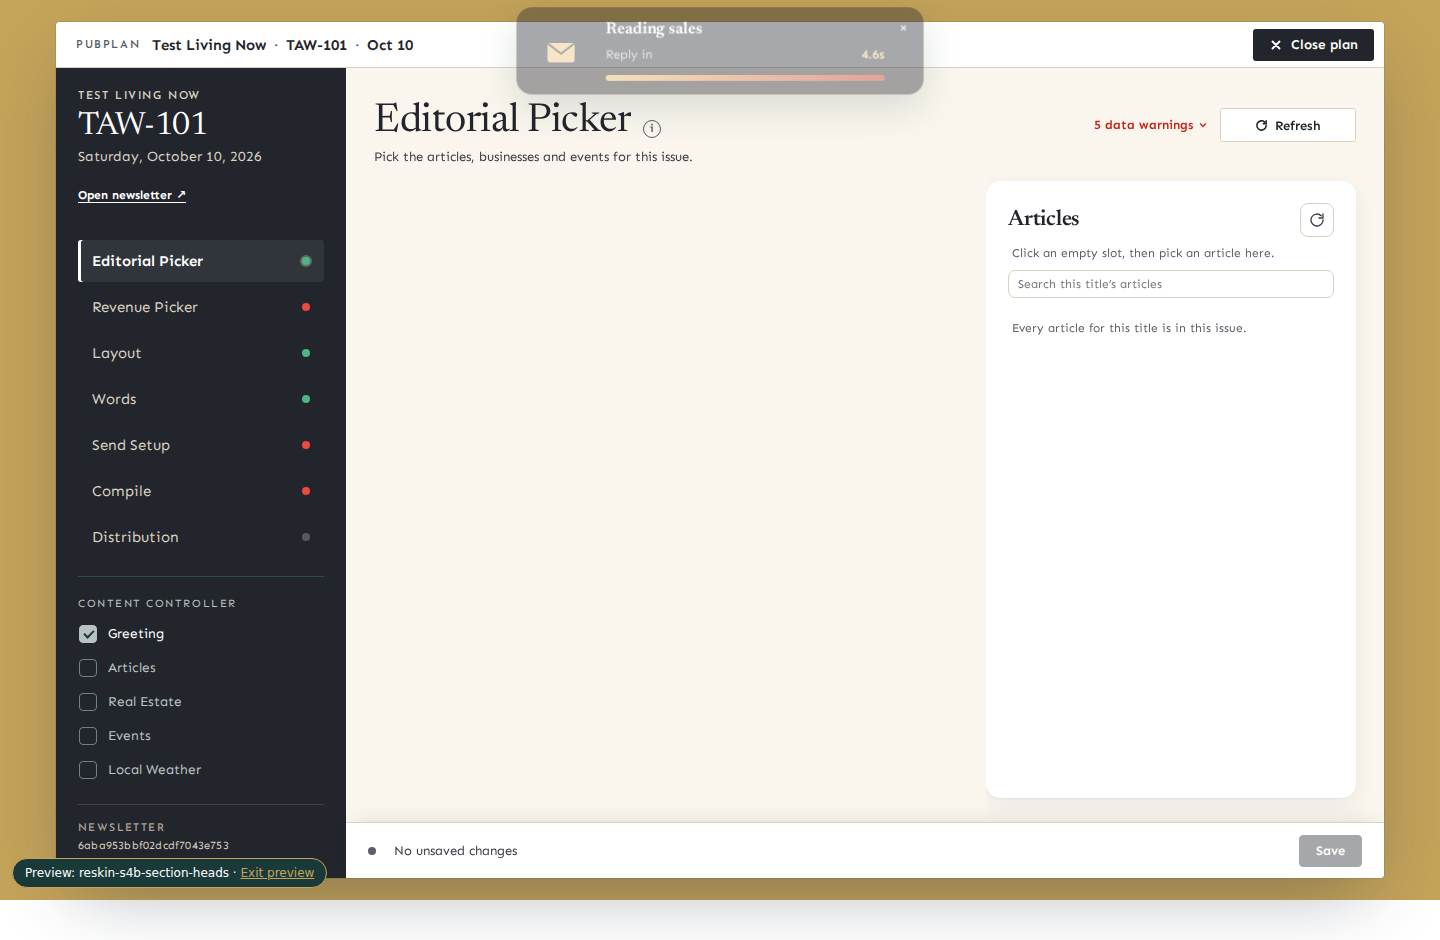 Reading sales ×
Reply in 4.6s
PUBPLAN Test Living Now · TAW-101 · Oct 10
Close plan
TEST LIVING NOW
TAW-101
Saturday, October 10, 2026
Open newsletter ↗
Editorial Picker
Revenue Picker
Layout
Words
Send Setup
Compile
Distribution
CONTENT CONTROLLER
Greeting
Articles
Real Estate
Events
Local Weather
NEWSLETTER
6aba953bbf02dcdf7043e753
Preview: reskin-s4b-section-heads · Exit preview
Editorial Picker
Pick the articles, businesses and events for this issue.
5 data warnings
Refresh
Articles
Click an empty slot, then pick an article here.
Search this title's articles
Every article for this title is in this issue.
No unsaved changes
Save